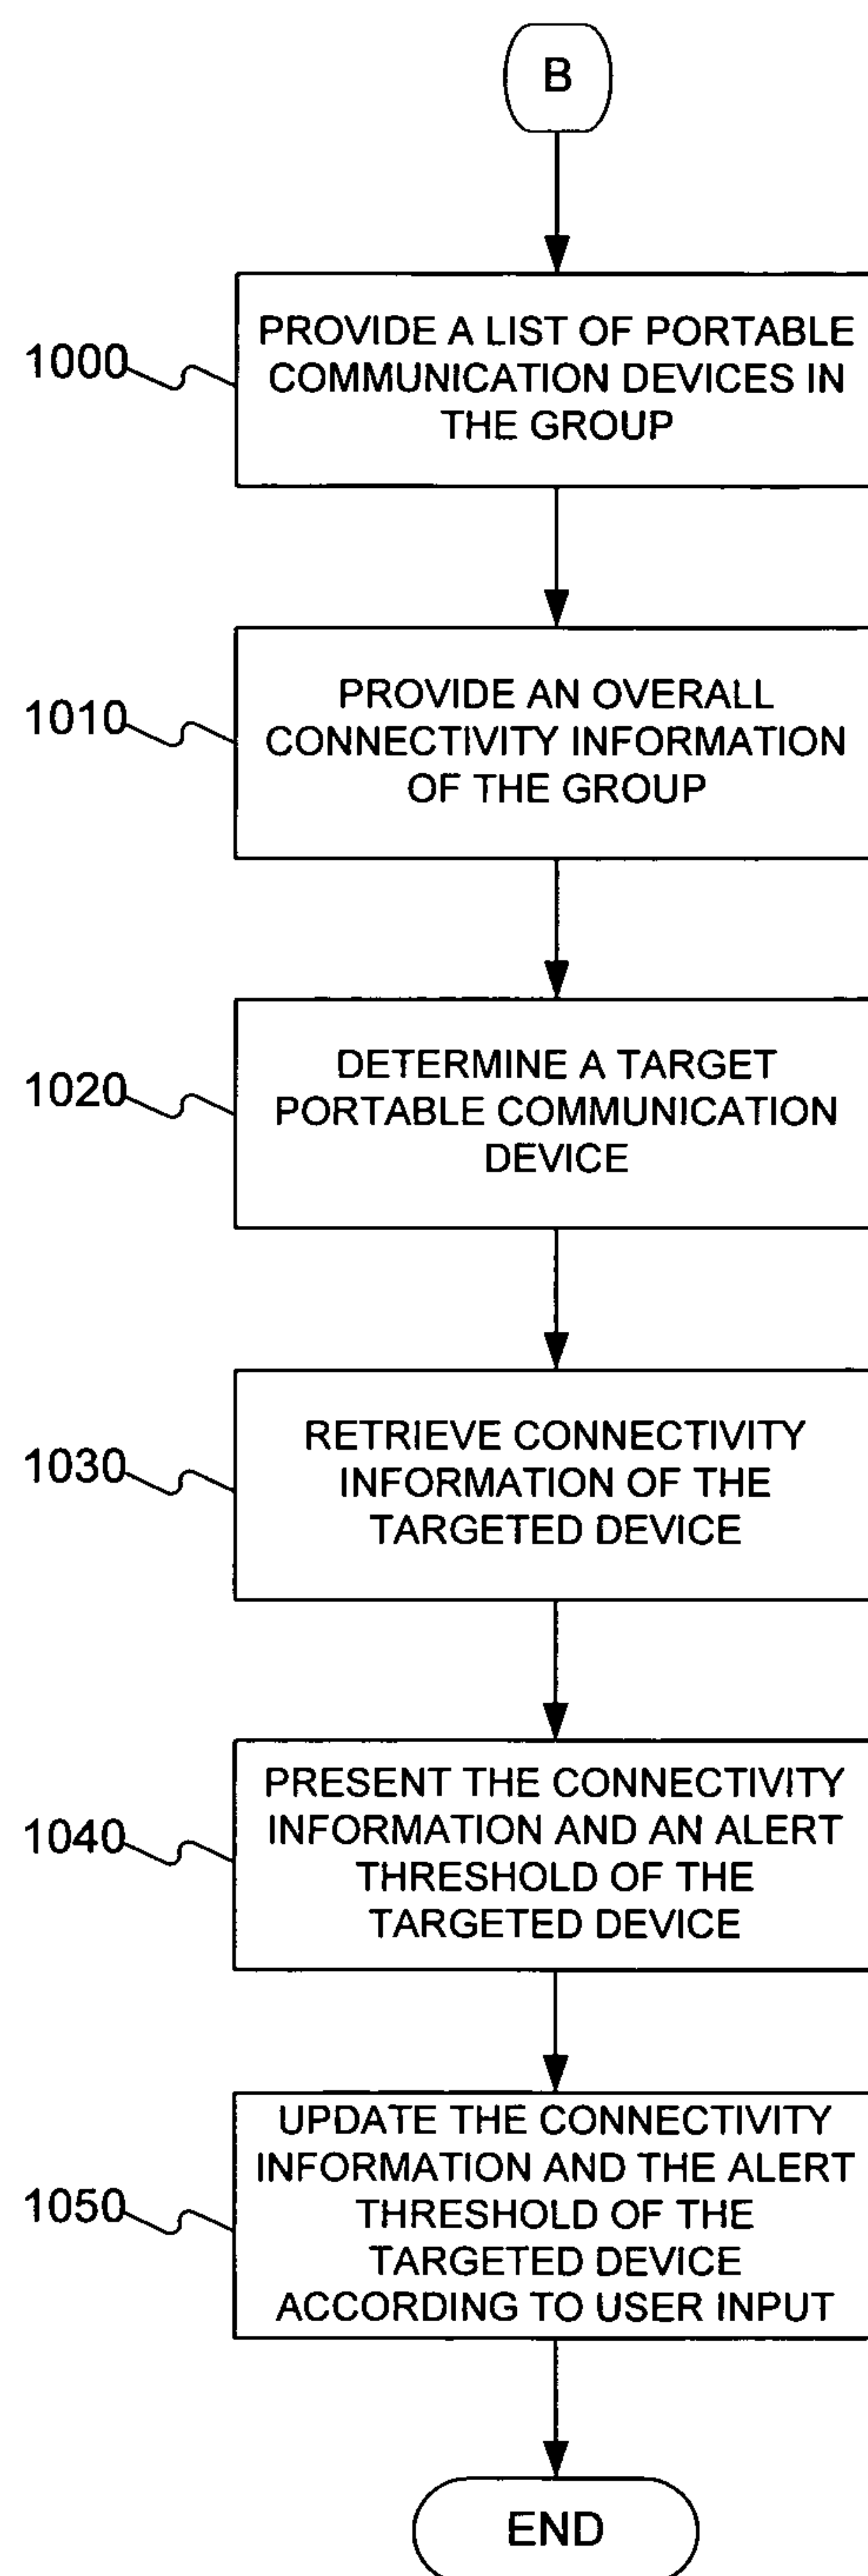 B
1000
PROVIDE A LIST OF PORTABLE
COMMUNICATION DEVICES IN
THE GROUP
1010
PROVIDE AN OVERALL
CONNECTIVITY INFORMATION
OF THE GROUP
1020
DETERMINE A TARGET
PORTABLE COMMUNICATION
DEVICE
1030
RETRIEVE CONNECTIVITY
INFORMATION OF THE
TARGETED DEVICE
1040
PRESENT THE CONNECTIVITY
INFORMATION AND AN ALERT
THRESHOLD OF THE
TARGETED DEVICE
1050
UPDATE THE CONNECTIVITY
INFORMATION AND THE ALERT
THRESHOLD OF THE
TARGETED DEVICE
ACCORDING TO USER INPUT
END